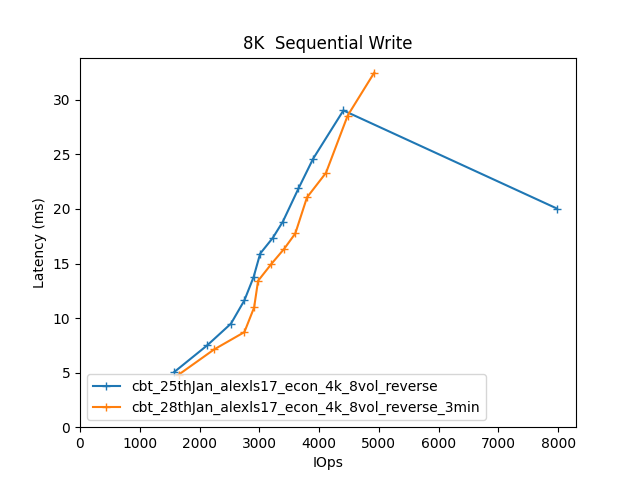 8K  Sequential Write
Latency (ms)
30
25
20
15
10
5
0
cbt_25thJan_alexls17_econ_4k_8vol_reverse
cbt_28thJan_alexls17_econ_4k_8vol_reverse_3min
0 1000 2000 3000 4000 5000 6000 7000 8000
IOps